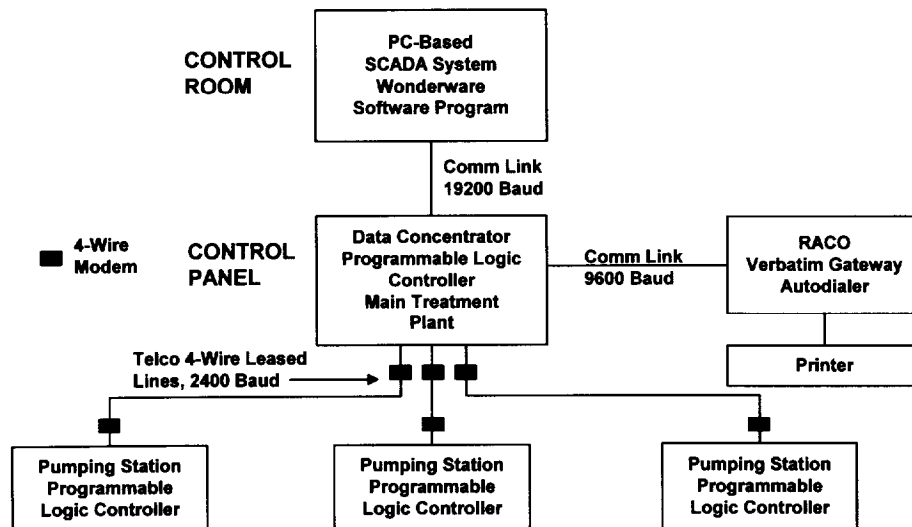 CONTROL
ROOM
PC-Based
SCADA System
Wonderware
Software Program
Comm Link
19200 Baud
4-Wire
Modem
CONTROL
PANEL
Data Concentrator
Programmable Logic
Controller
Main Treatment
Plant
Comm Link
9600 Baud
RACO
Verbatim Gateway
Autodialer
Printer
Telco 4-Wire Leased
Lines, 2400 Baud
Pumping Station
Programmable
Logic Controller
Pumping Station
Programmable
Logic Controller
Pumping Station
Programmable
Logic Controller